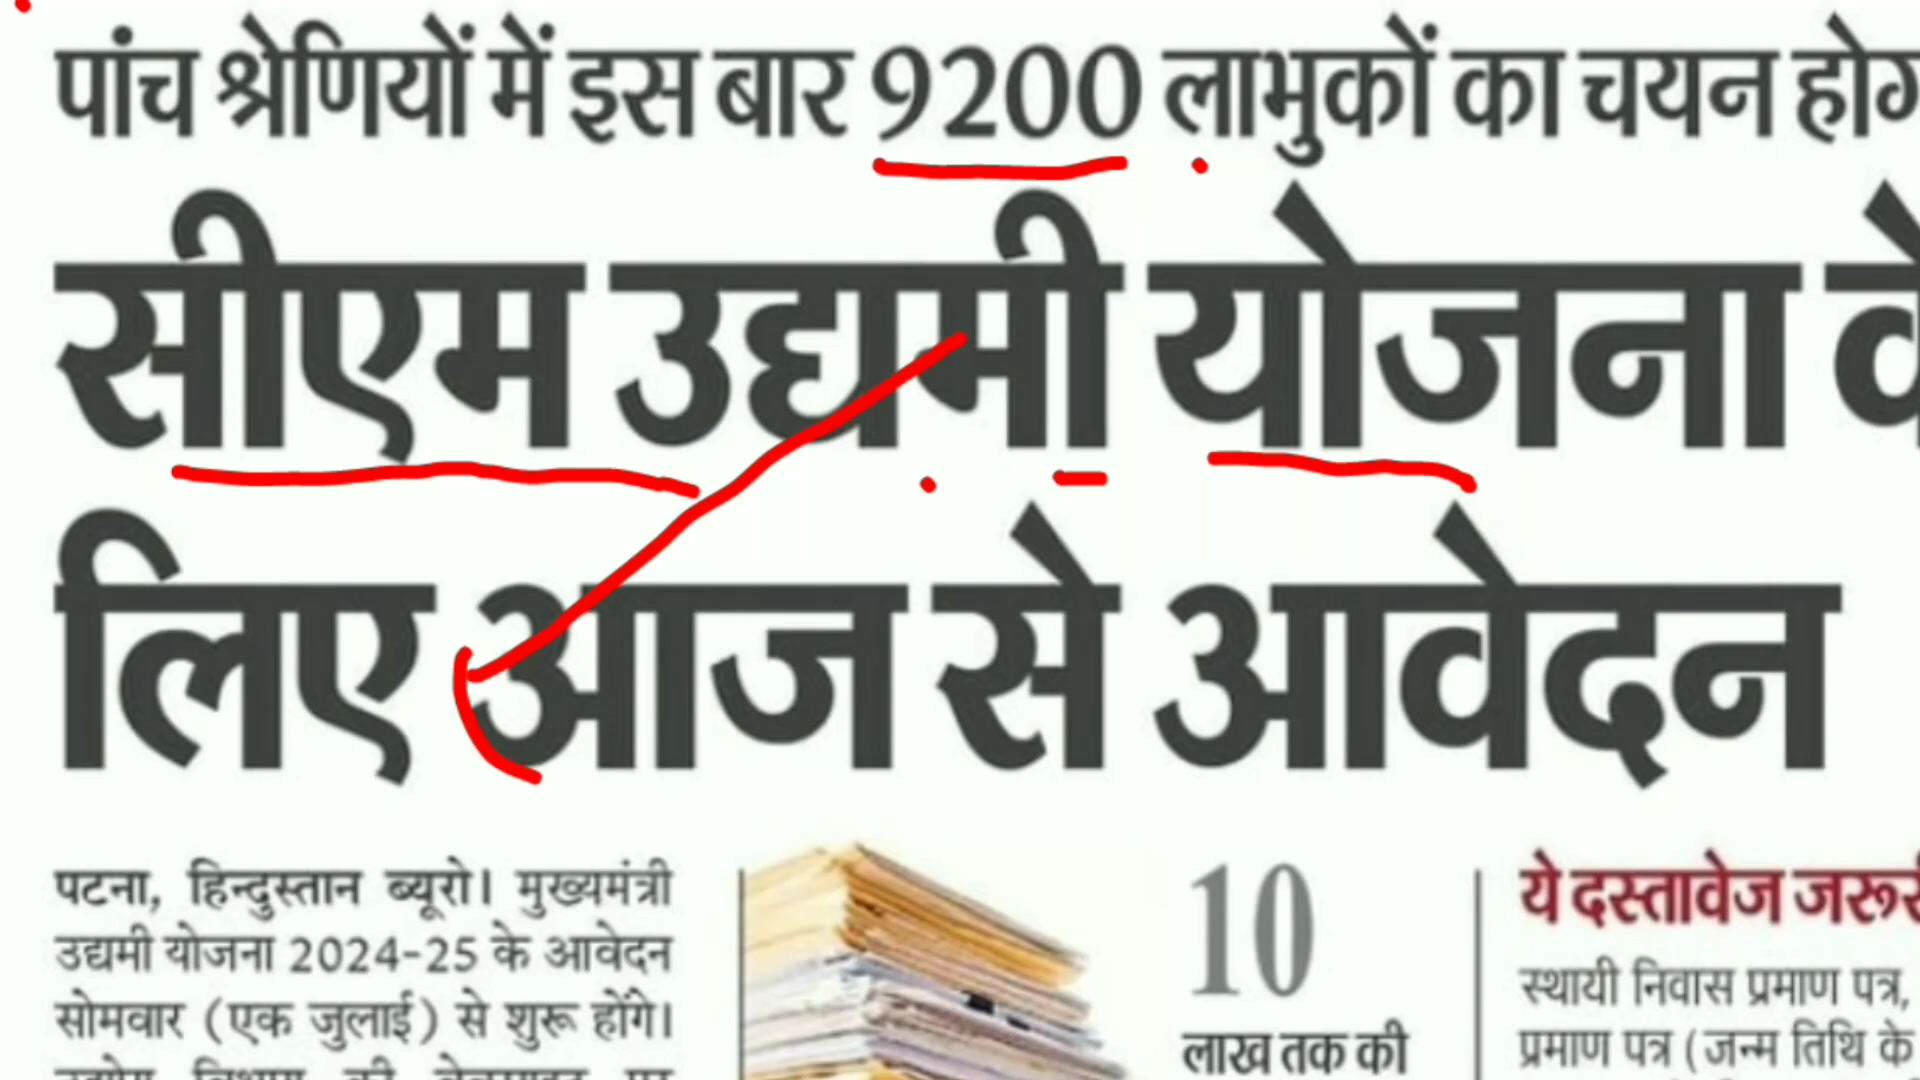 पांच श्रेणियों में इस बार 9200 लाभुकों का चयन
सीएम उद्यमी योजना
लिए आज से आवेदन
पटना, हिन्दुस्तान ब्यूरो। मुख्यमंत्री
उद्यमी योजना 2024-25 के आवेदन
सोमवार (एक जुलाई) से शुरू होंगे।
10
लाख तक की
ये दस्तावेज
स्थायी निवास प्रमाण पत्र,
प्रमाण पत्र (जन्म तिथि के